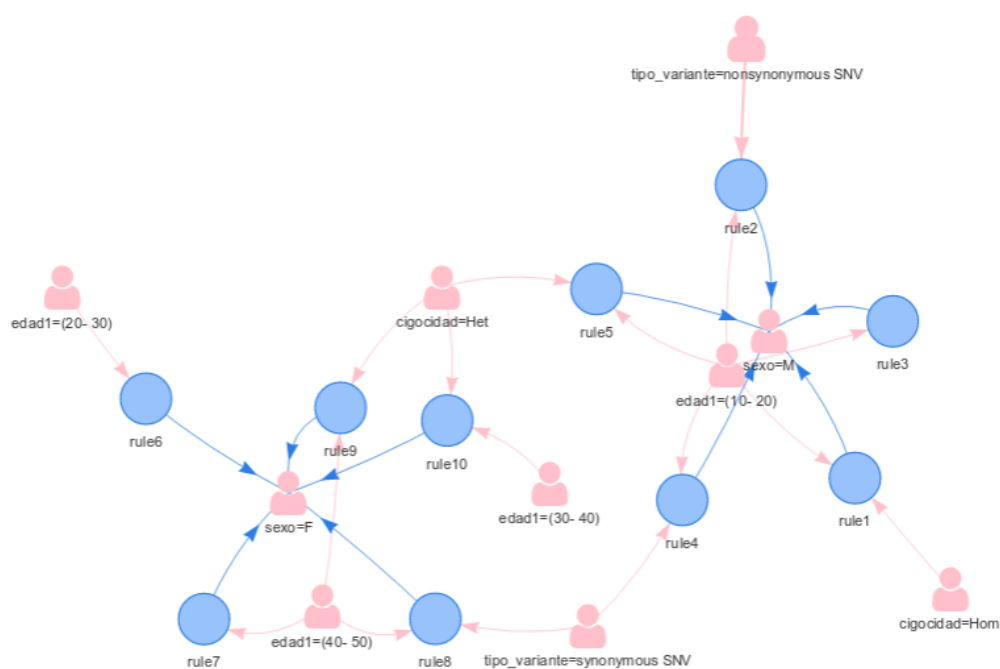 tipo_variante=nonsynonymous SNV
rule2
edad1=(20- 30)
cigocidad=Het
rule5
sexo=M
rule3
edad1=(10- 20)
rule6
rule9
rule10
edad1=(30- 40)
sexo=F
rule4
rule1
cigocidad=Hom
edad1=(40- 50)
rule7
rule8
tipo_variante=synonymous SNV